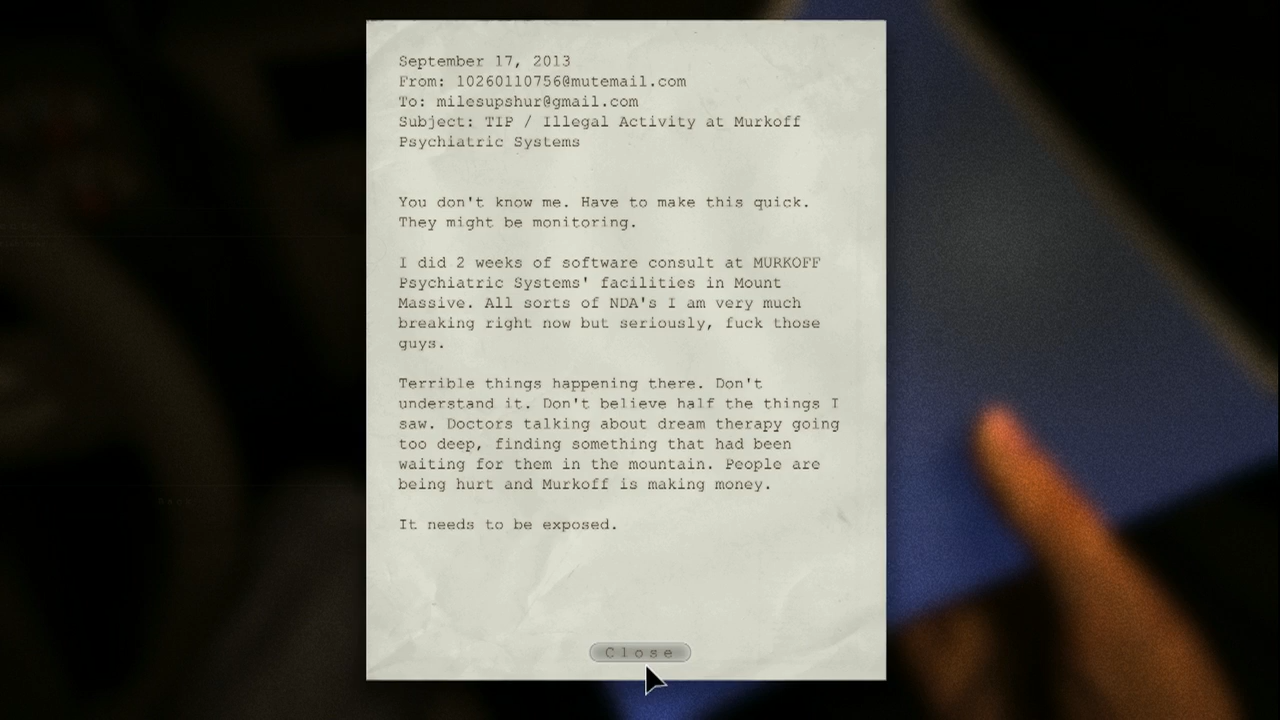 September 17, 2013
From: 10260110756@mutemail.com
To: milesupshur@gmail.com
Subject: TIP / Illegal Activity at Murkoff
Psychiatric Systems
You don't know me. Have to make this quick.
They might be monitoring.
I did 2 weeks of software consult at MURKOFF
Psychiatric Systems' facilities in Mount
Massive. All sorts of NDA's I am very much
breaking right now but seriously, fuck those
guys.
Terrible things happening there. Don't
understand it. Don't believe half the things I
saw. Doctors talking about dream therapy going
too deep, finding something that had been
waiting for them in the mountain. People are
being hurt and Murkoff is making money.
It needs to be exposed.
Close